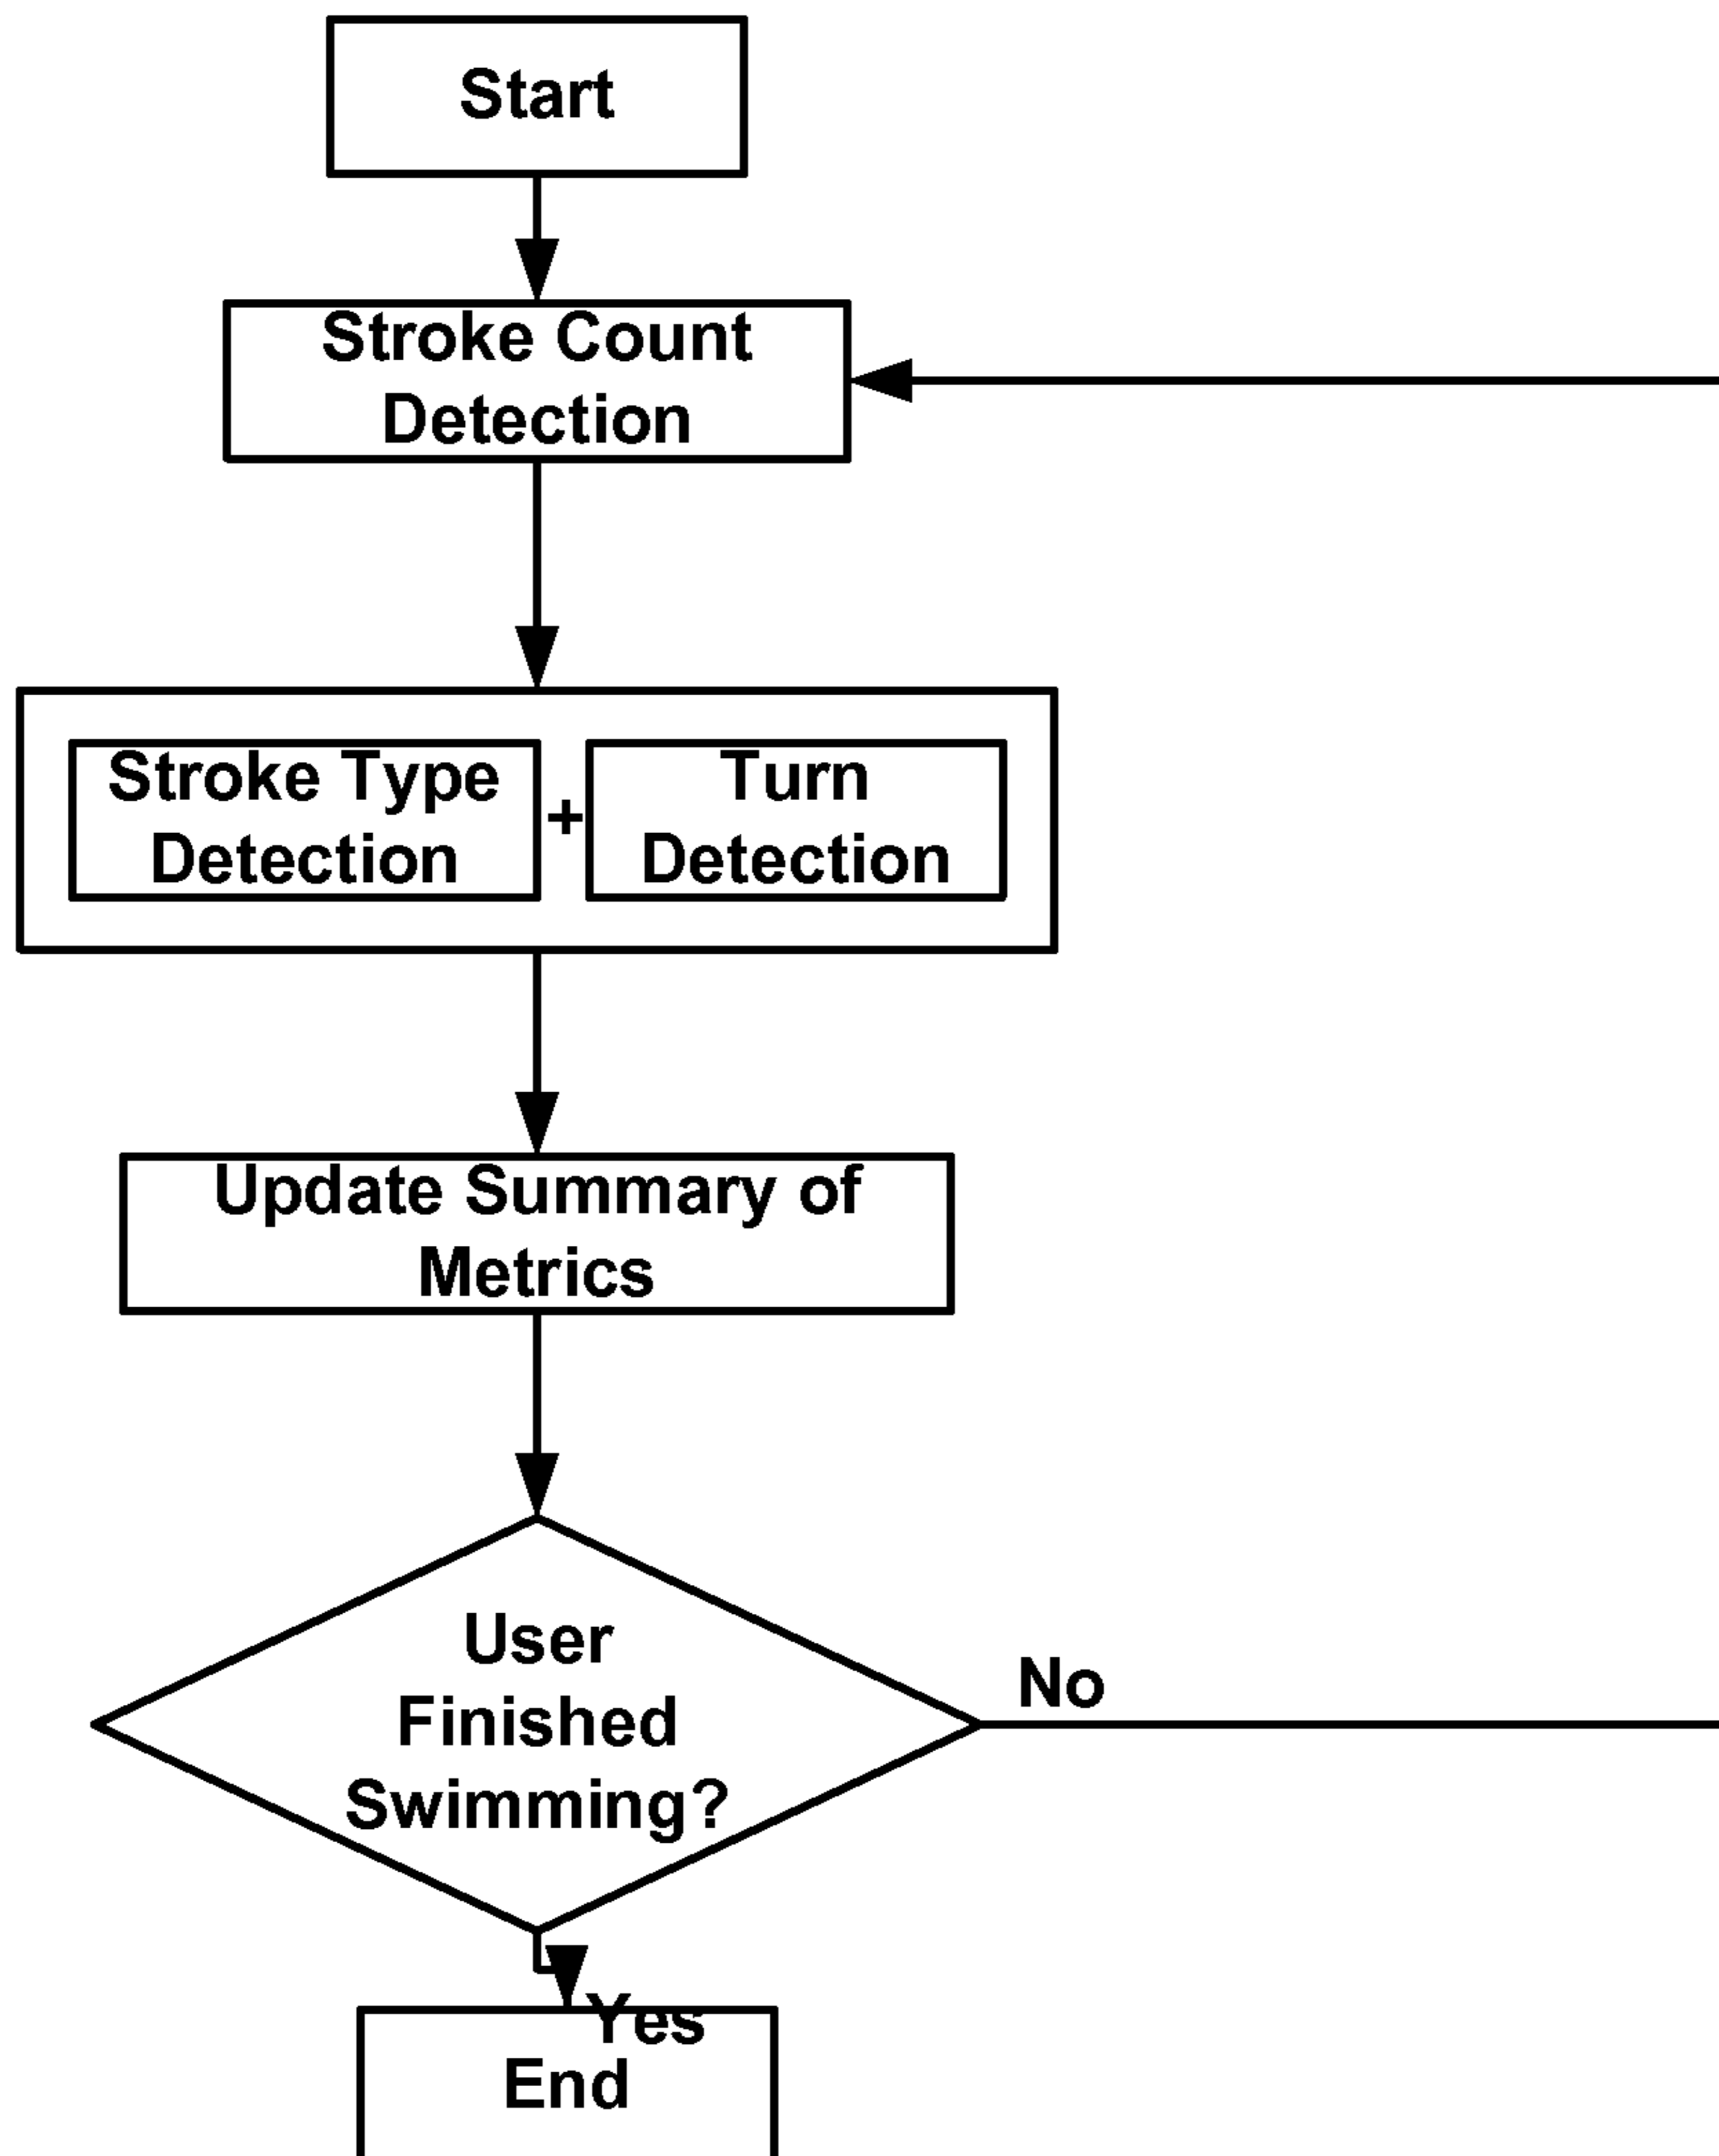 Start
Stroke Count
Detection
Stroke Type
Detection
+
Turn
Detection
Update Summary of
Metrics
User
Finished
Swimming?
No
Yes
End